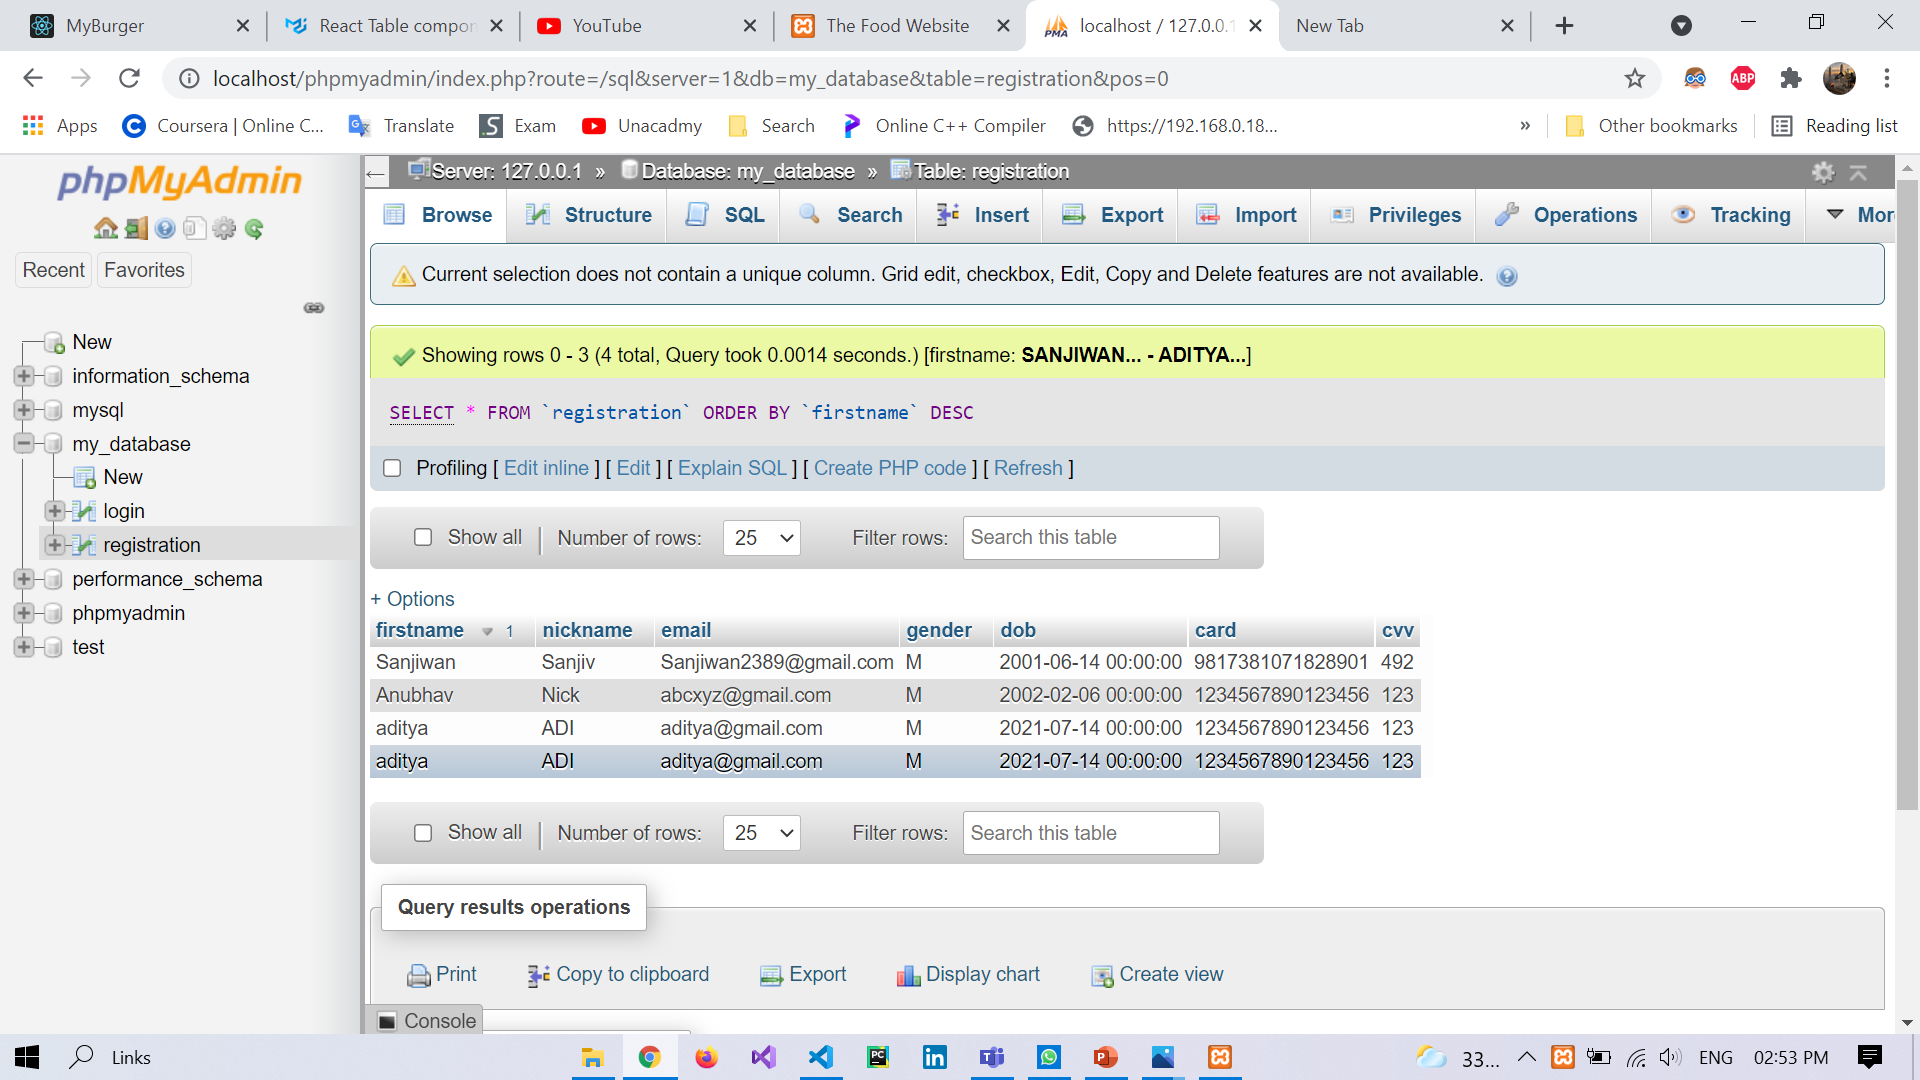 MyBurger
React Table compor
YouTube
The Food Website
localhost / 127.0.0.1
New Tab
localhost/phpmyadmin/index.php?route=/sql&server=1&db=my_database&table=registration&pos=0
ABP
Apps
Coursera | Online C...
Translate
Exam
Unacadmy
Search
Online C++ Compiler
https://192.168.0.18...
»
Other bookmarks
Reading list
phpMyAdmin
Recent
Favorites
New
information_schema
mysql
my_database
New
login
registration
performance_schema
phpmyadmin
test
Server: 127.0.0.1 » Database: my_database » Table: registration
Browse
Structure
SQL
Search
Insert
Export
Import
Privileges
Operations
Tracking
Mor
Current selection does not contain a unique column. Grid edit, checkbox, Edit, Copy and Delete features are not available.
Showing rows 0 - 3 (4 total, Query took 0.0014 seconds.) [firstname: SANJIWAN... - ADITYA...]
SELECT * FROM `registration` ORDER BY `firstname` DESC
Profiling [ Edit inline ] [ Edit ] [ Explain SQL ] [ Create PHP code ] [ Refresh ]
Show all | Number of rows: 25 Filter rows: Search this table
+ Options
firstname 1 nickname email gender dob card cvv
Sanjiwan Sanjiv Sanjiwan2389@gmail.com M 2001-06-14 00:00:00 9817381071828901 492
Anubhav Nick abcxyz@gmail.com M 2002-02-06 00:00:00 1234567890123456 123
aditya ADI aditya@gmail.com M 2021-07-14 00:00:00 1234567890123456 123
aditya ADI aditya@gmail.com M 2021-07-14 00:00:00 1234567890123456 123
Show all | Number of rows: 25 Filter rows: Search this table
Query results operations
Print
Copy to clipboard
Export
Display chart
Create view
Console
Links
33...
ENG
02:53 PM